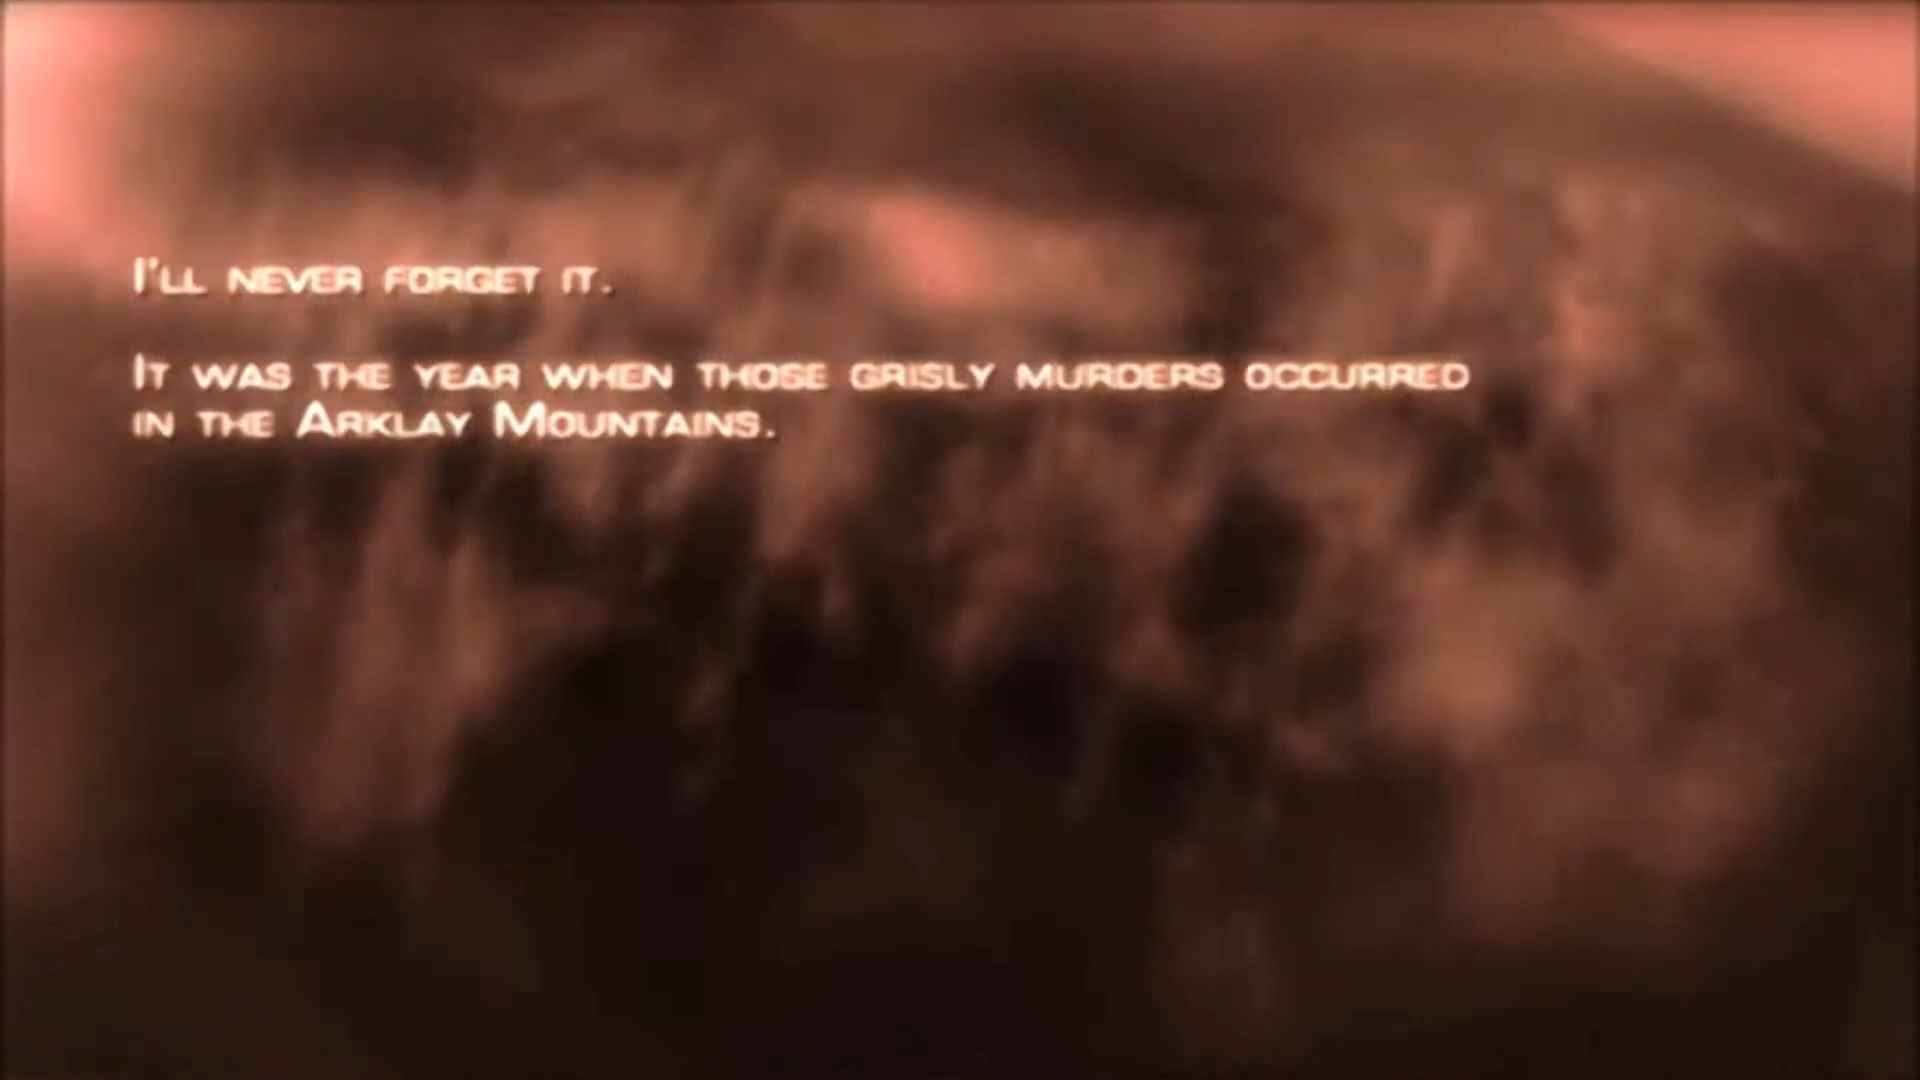 I'll never forget it.
It was the year when those grisly murders occurred
in the Arklay Mountains.